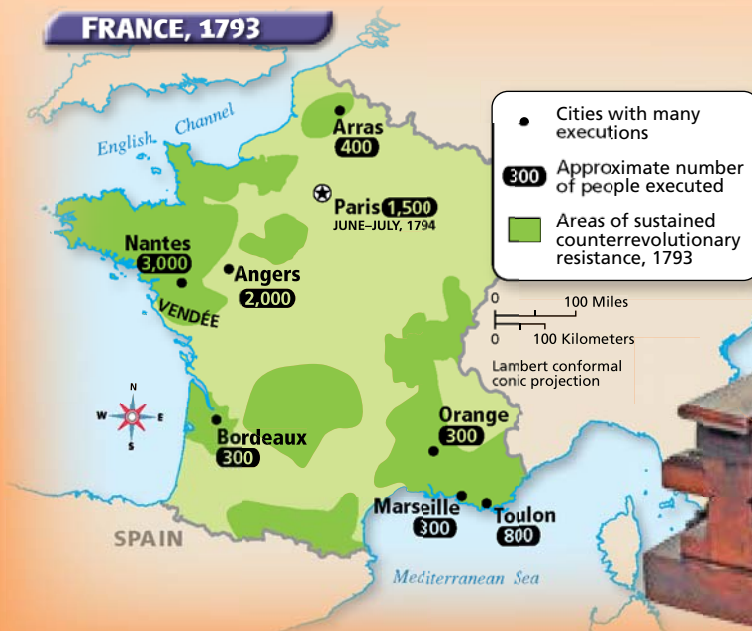 FRANCE, 1793
English Channel
Arras
400
Paris 1,500
JUNE–JULY, 1794
Nantes
3,000
Angers
2,000
VENDÉE
Bordeaux
300
Orange
300
Marseille
300
Toulon
800
SPAIN
Mediterranean Sea
N
W E
S
Cities with many
executions
300 Approximate number
of people executed
Areas of sustained
counterrevolutionary
resistance, 1793
0 100 Miles
0 100 Kilometers
Lambert conformal
conic projection